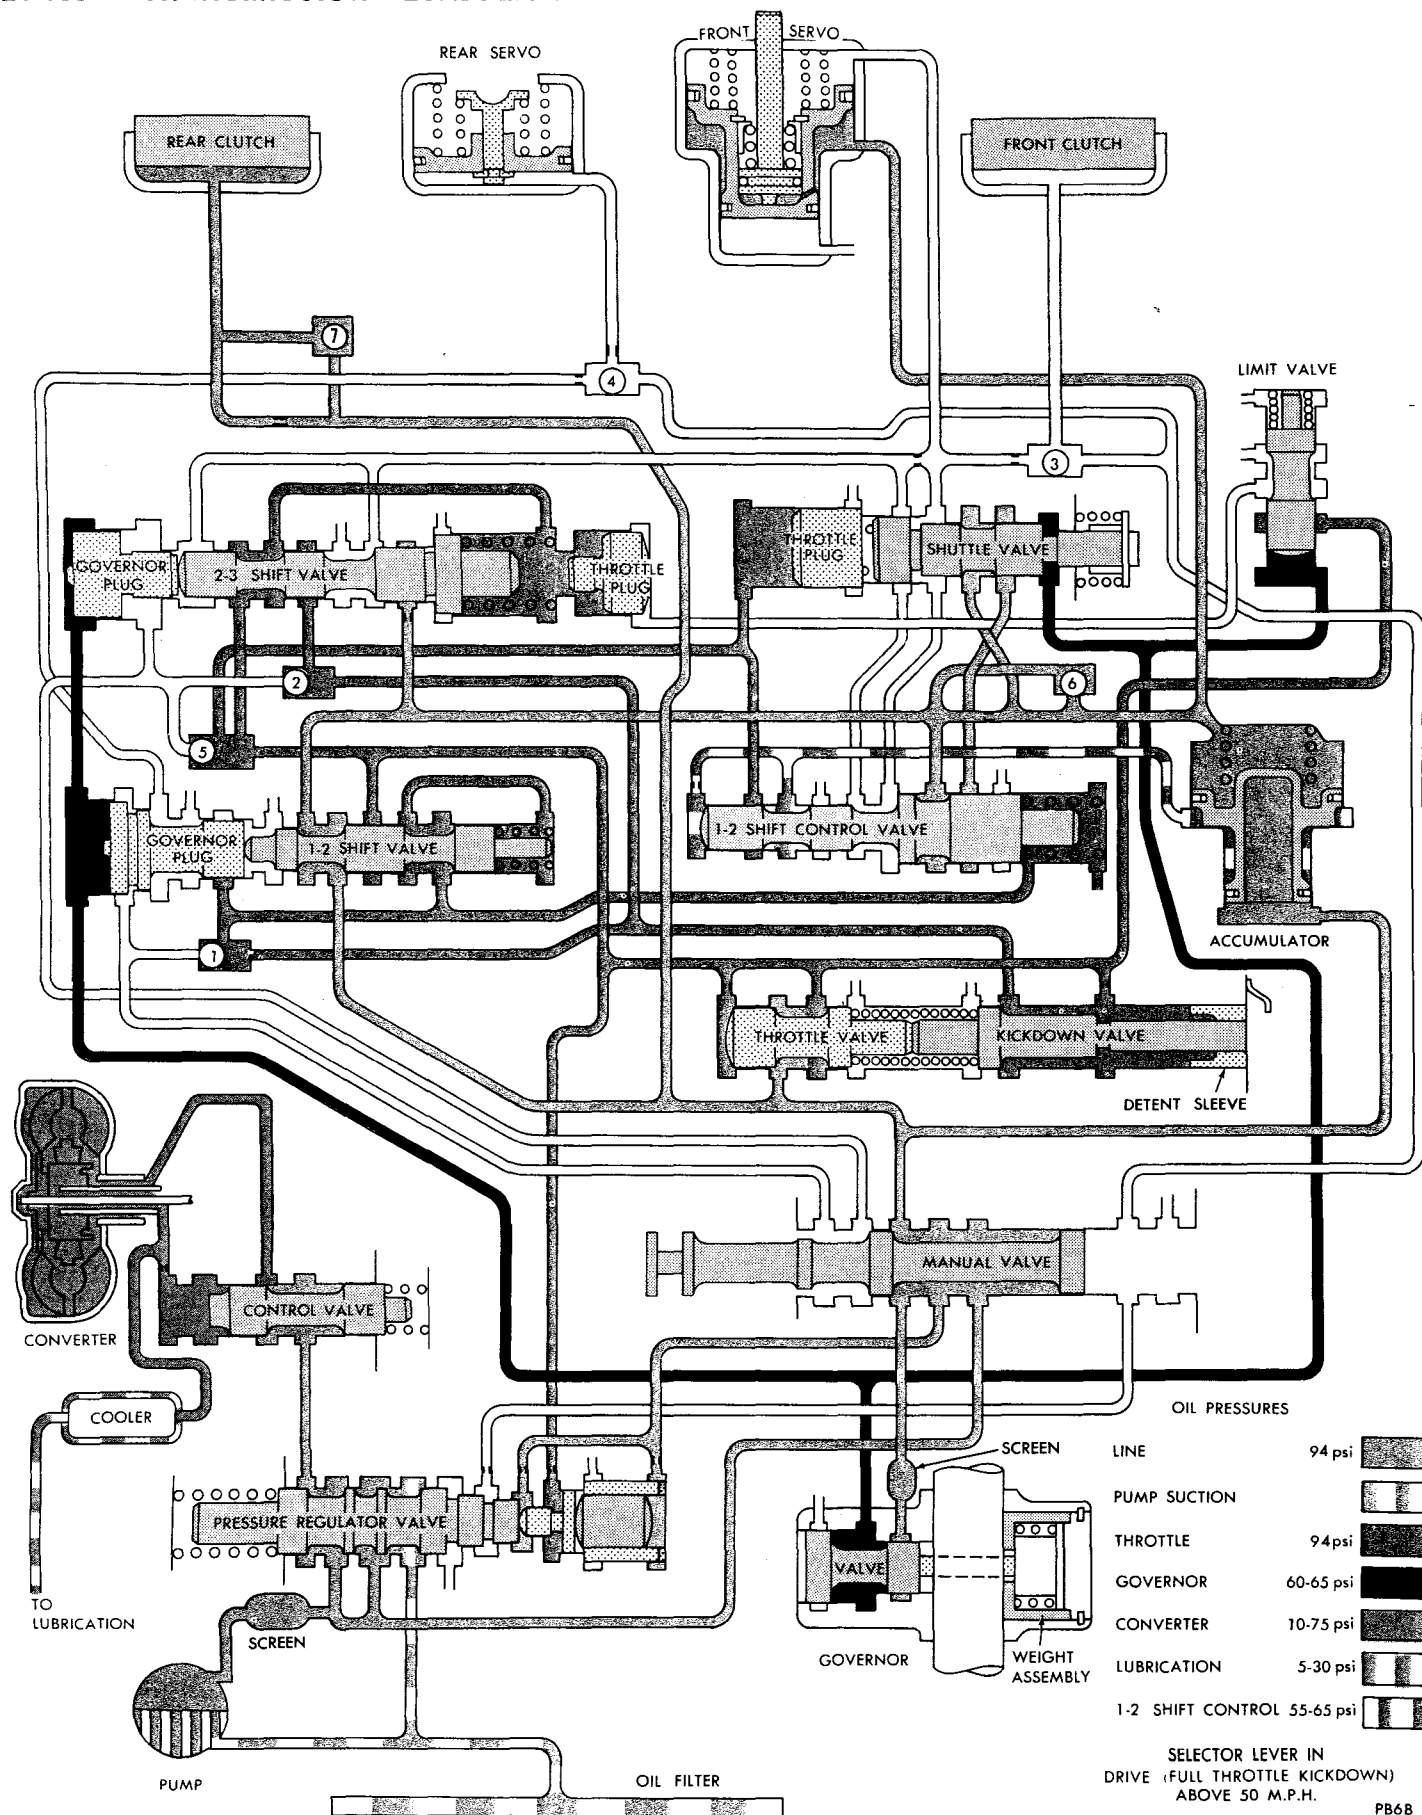 REAR SERVO
FRONT SERVO
REAR CLUTCH
FRONT CLUTCH
7
4
LIMIT VALVE
3
GOVERNOR
PLUG
2-3 SHIFT VALVE
THROTTLE
PLUG
THROTTLE
PLUG
SHUTTLE VALVE
2
6
5
GOVERNOR
PLUG
1-2 SHIFT VALVE
1-2 SHIFT CONTROL VALVE
ACCUMULATOR
1
THROTTLE VALVE
KICKDOWN VALVE
DETENT SLEEVE
MANUAL VALVE
CONTROL VALVE
CONVERTER
COOLER
TO
LUBRICATION
PRESSURE REGULATOR VALVE
SCREEN
SCREEN
VALVE
GOVERNOR
WEIGHT
ASSEMBLY
PUMP
OIL FILTER
OIL PRESSURES
LINE 94 psi
PUMP SUCTION
THROTTLE 94 psi
GOVERNOR 60-65 psi
CONVERTER 10-75 psi
LUBRICATION 5-30 psi
1-2 SHIFT CONTROL 55-65 psi
SELECTOR LEVER IN
DRIVE (FULL THROTTLE KICKDOWN)
ABOVE 50 M.P.H.
PB6B